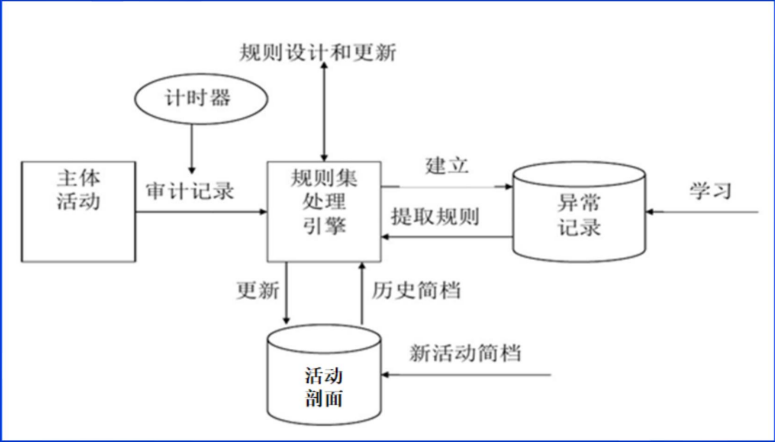 规则设计和更新
计时器
主体
活动
审计记录
规则集
处理
引擎
建立
提取规则
异常
记录
学习
更新
历史简档
活动
剖面
新活动简档